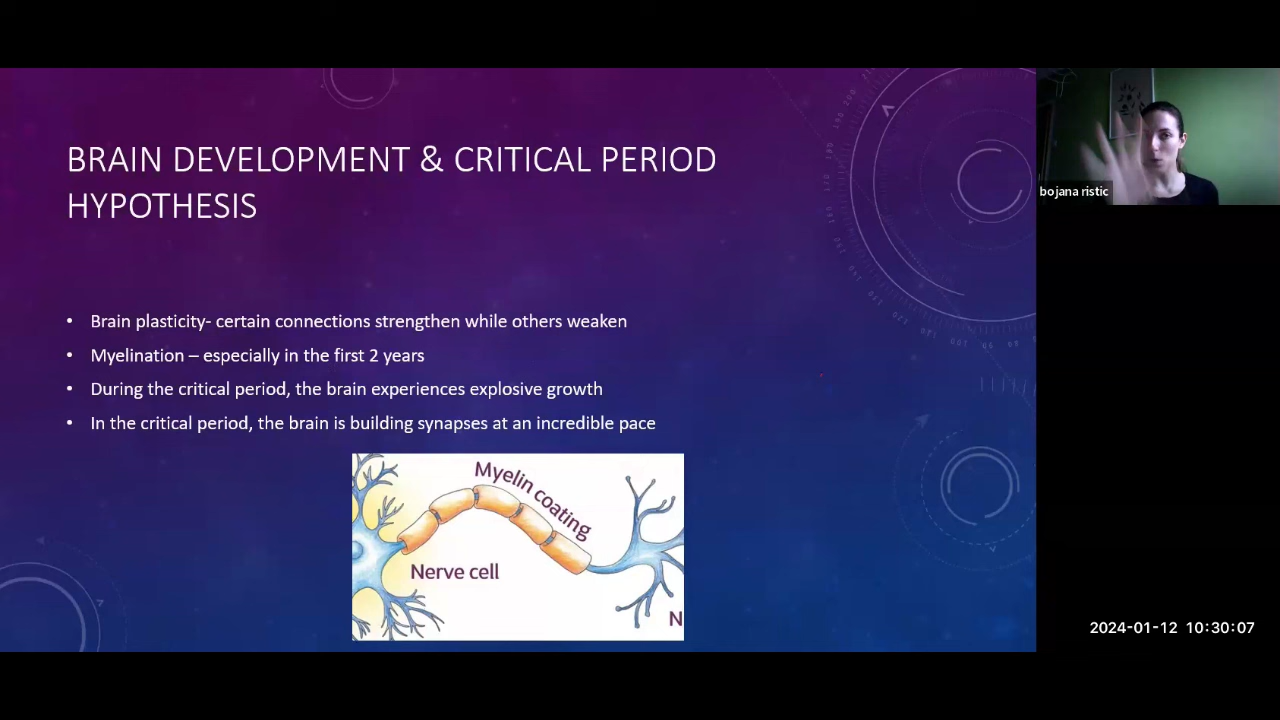 BRAIN DEVELOPMENT & CRITICAL PERIOD
HYPOTHESIS
• Brain plasticity- certain connections strengthen while others weaken
• Myelination – especially in the first 2 years
• During the critical period, the brain experiences explosive growth
• In the critical period, the brain is building synapses at an incredible pace
Myelin coating
Nerve cell
N
bojana ristic
2024-01-12 10:30:07